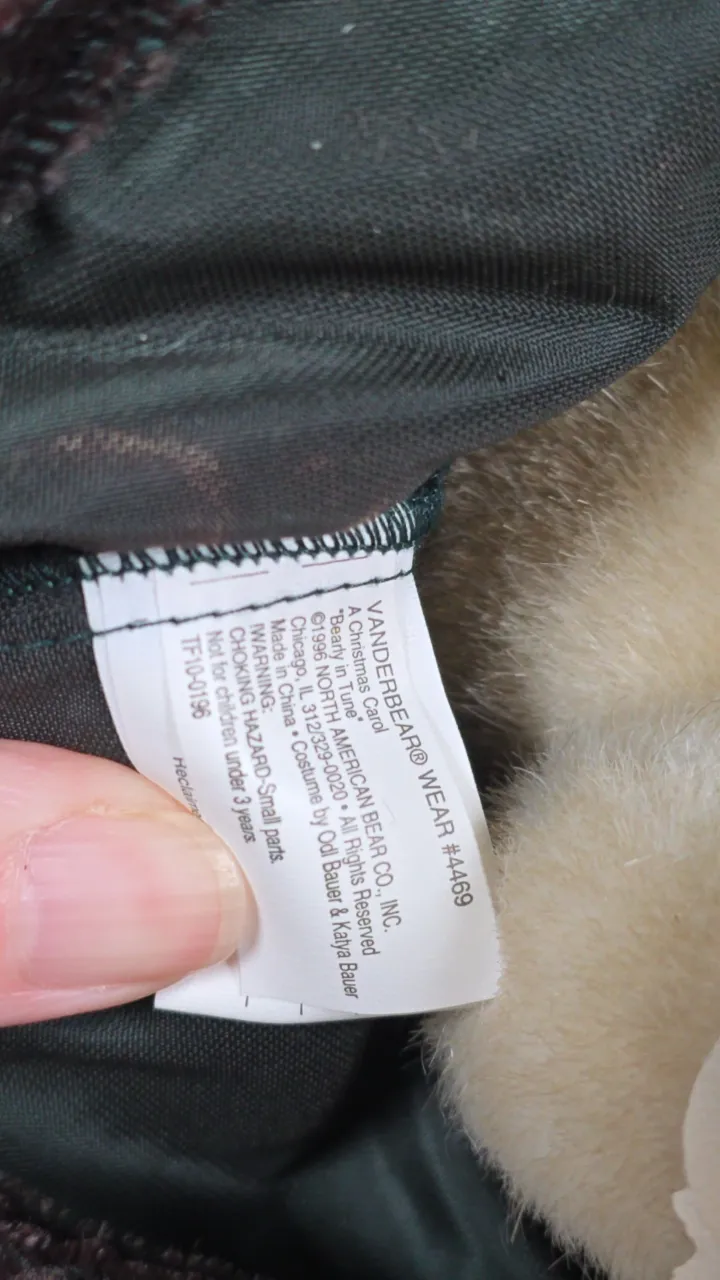 VANDERBEAR® WEAR #4469
A Christmas Carol
"Bearly in Tune"
©1996 NORTH AMERICAN BEAR CO., INC.
Chicago, IL 312/329-0020 • All Rights Reserved
Made in China • Costume by Odl Bauer & Katya Bauer
!WARNING:
CHOKING HAZARD-Small parts.
Not for children under 3 years.
TF10-0196